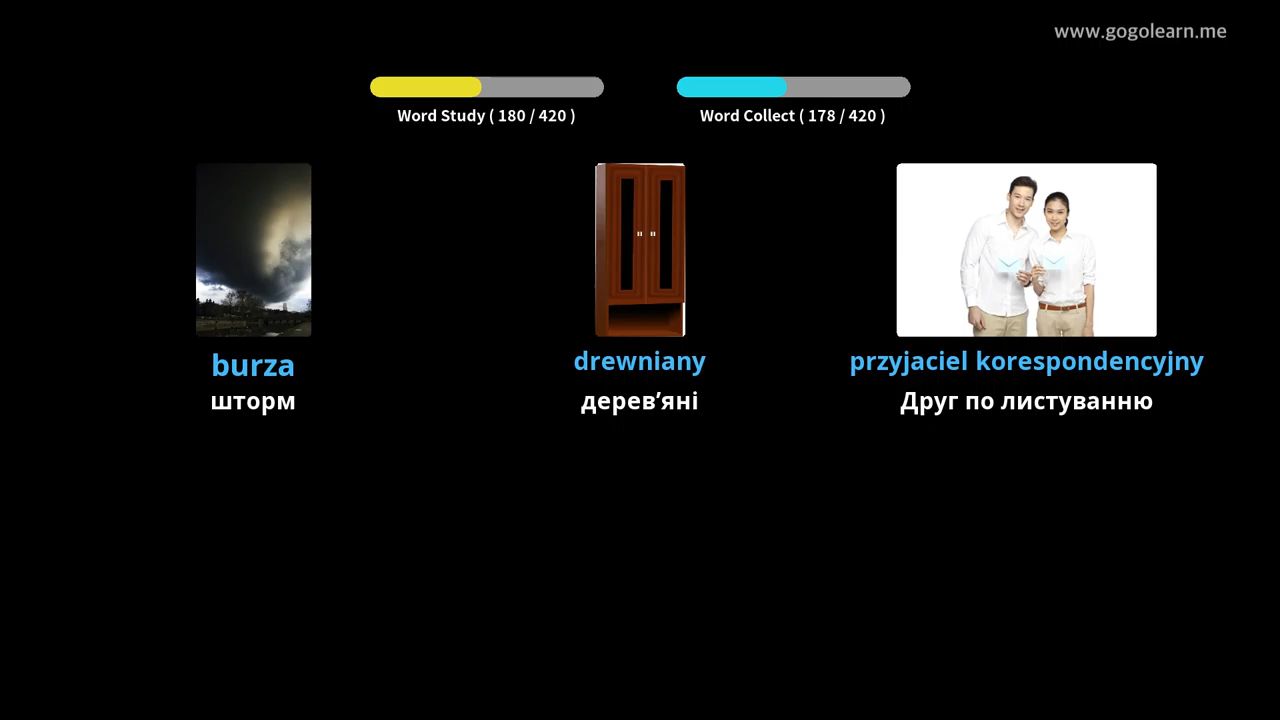 www.gogolearn.me
Word Study ( 180 / 420 )
Word Collect ( 178 / 420 )
burza
шторм
drewniany
дерев’яні
przyjaciel korespondencyjny
Друг по листуванню